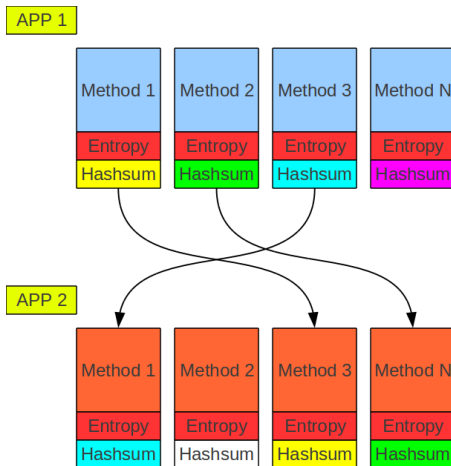 APP 1
Method 1 Method 2 Method 3 Method N
Entropy Entropy Entropy Entropy
Hashsum Hashsum Hashsum Hashsum
APP 2
Method 1 Method 2 Method 3 Method N
Entropy Entropy Entropy Entropy
Hashsum Hashsum Hashsum Hashsum